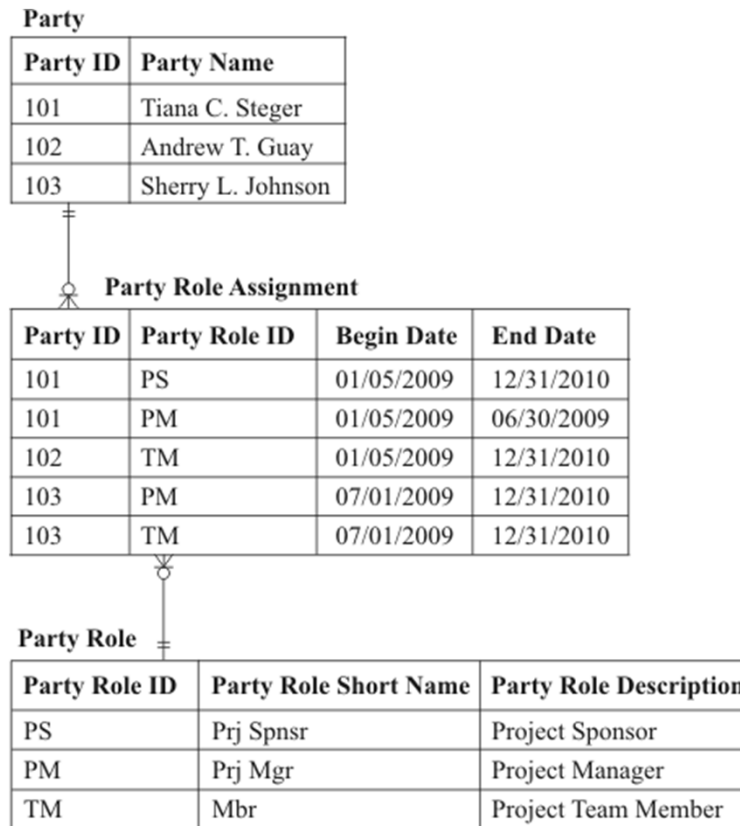 Party
Party ID Party Name
101 Tiana C. Steger
102 Andrew T. Guay
103 Sherry L. Johnson
Party Role Assignment
Party ID Party Role ID Begin Date End Date
101 PS 01/05/2009 12/31/2010
101 PM 01/05/2009 06/30/2009
102 TM 01/05/2009 12/31/2010
103 PM 07/01/2009 12/31/2010
103 TM 07/01/2009 12/31/2010
Party Role
Party Role ID Party Role Short Name Party Role Description
PS Prj Spnsr Project Sponsor
PM Prj Mgr Project Manager
TM Mbr Project Team Member